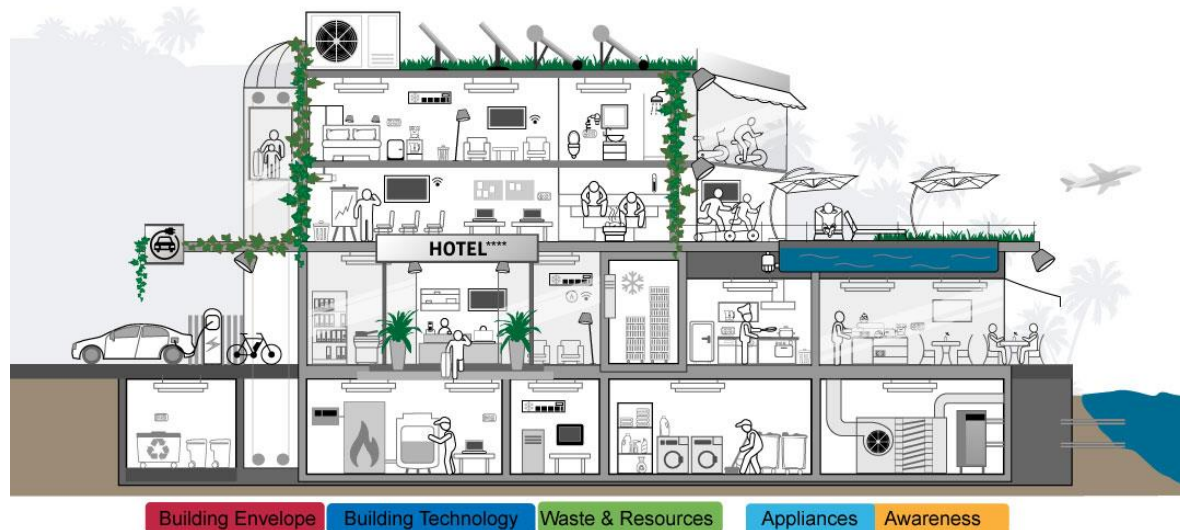 HOTEL****
Building Envelope
Building Technology
Waste & Resources
Appliances
Awareness